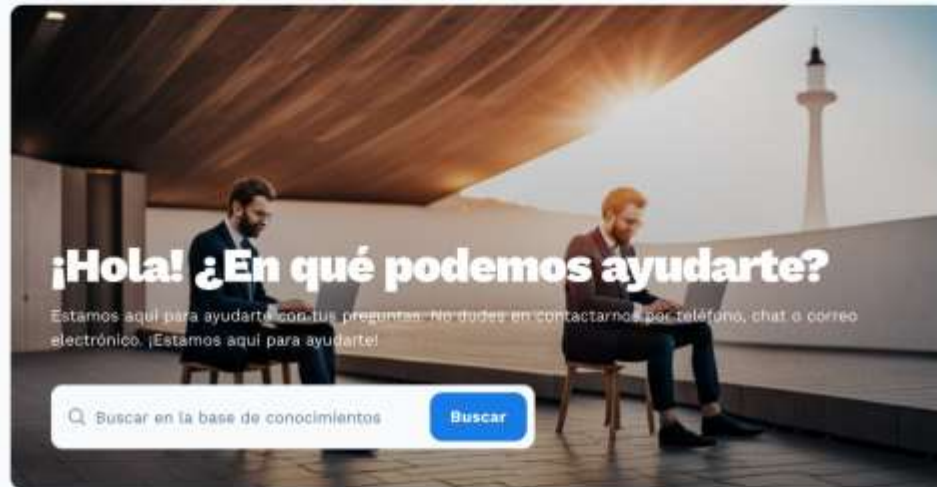 ¡Hola! ¿En qué podemos ayudarte?
Estamos aquí para ayudarte con tus preguntas. No dudes en contactarnos por teléfono, chat o correo
electrónico. ¡Estamos aquí para ayudarte!
Buscar en la base de conocimientos
Buscar